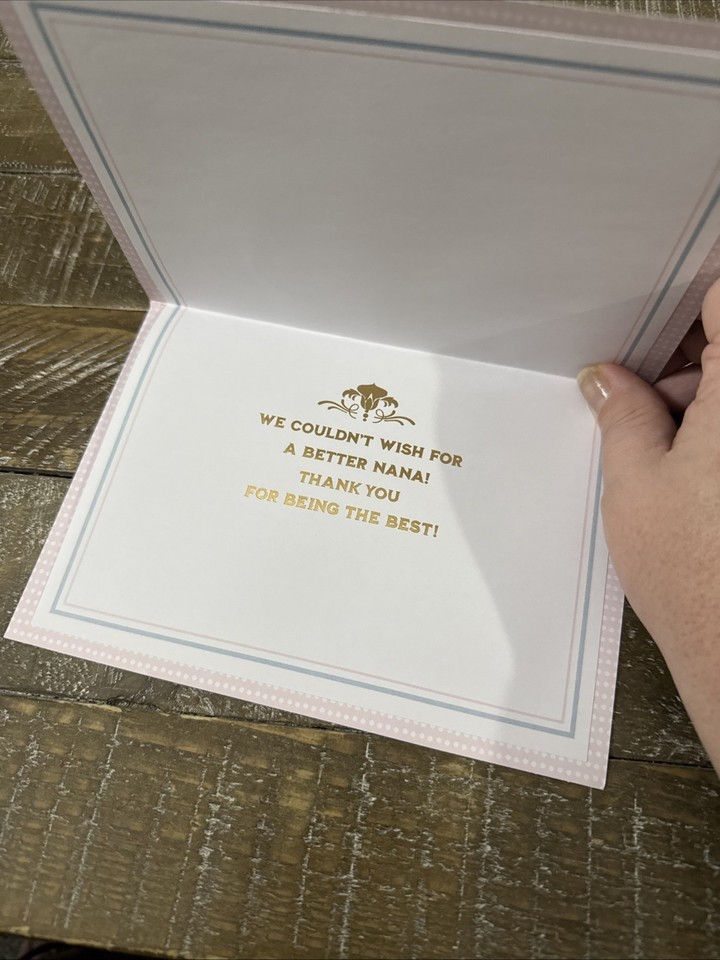 WE COULDN'T WISH FOR
A BETTER NANA!
THANK YOU
FOR BEING THE BEST!